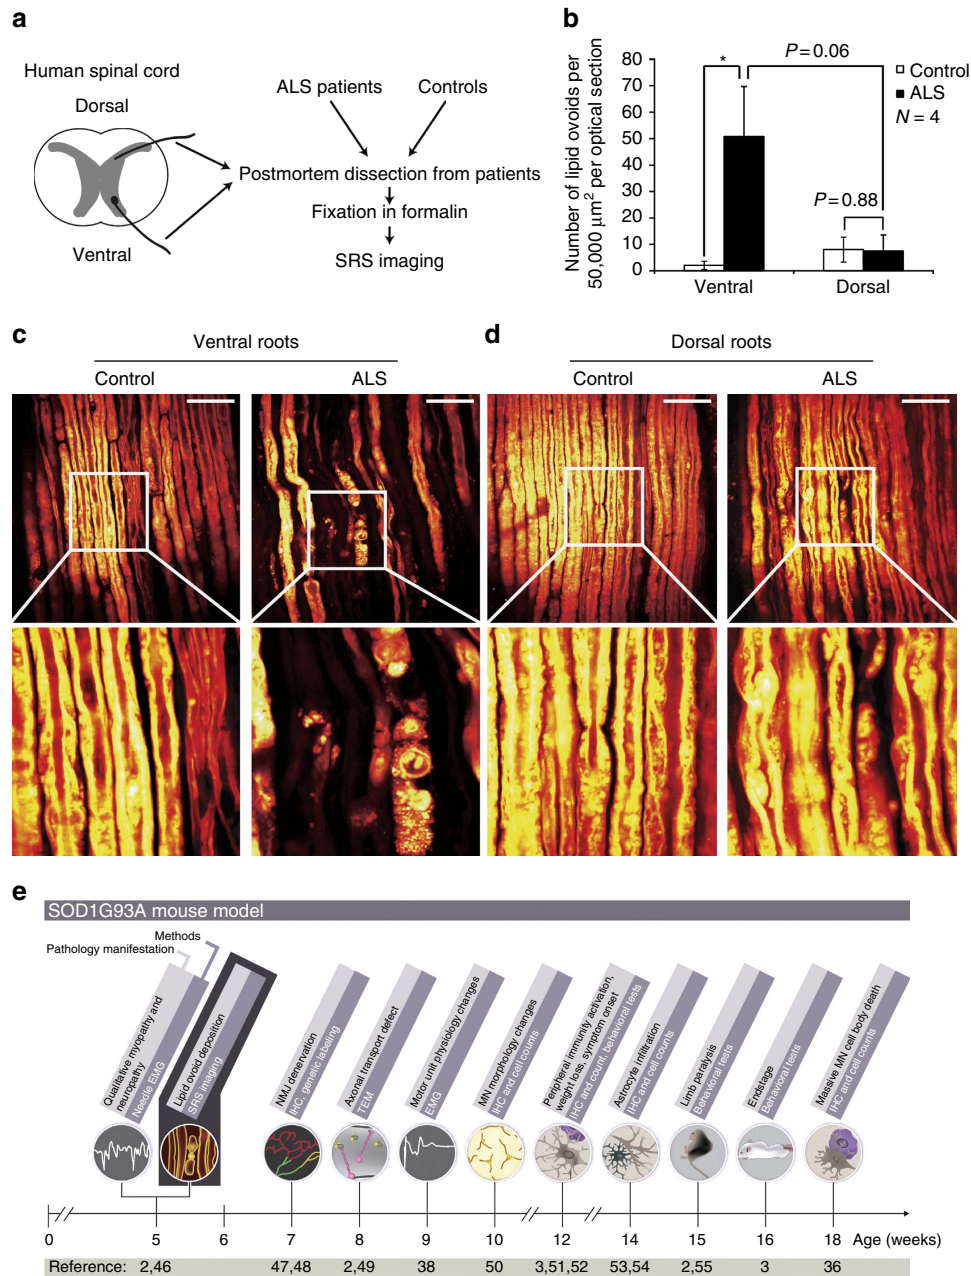 a
Human spinal cord
Dorsal
Ventral
ALS patients
Controls
Postmortem dissection from patients
Fixation in formalin
SRS imaging
b
Number of lipid ovoids per
50,000 μm² per optical section
80
70
60
50
40
30
20
10
0
*
P = 0.06
P = 0.88
Control
ALS
N = 4
Ventral
Dorsal
c
Ventral roots
Control
ALS
d
Dorsal roots
Control
ALS
e
SOD1G93A mouse model
Methods
Pathology manifestation
Qualitative myopathy and
neuropathy
Needle EMG
Lipid ovoid deposition
SRS imaging
NMJ denervation
IHC, genetic labeling
Axonal transport defect
TEM
Motor unit physiology changes
EMG
MN morphology changes
IHC and cell counts
Peripheral immunity activation,
weight loss, symptom onset
IHC and count, behavioral tests
Astrocyte infiltration
IHC and cell counts
Limb paralysis
Behavioral tests
Endstage
Behavioral tests
Massive MN cell body death
IHC and cell counts
0 5 6 7 8 9 10 12 14 15 16 18 Age (weeks)
Reference: 2,46 47,48 2,49 38 50 3,51,52 53,54 2,55 3 36